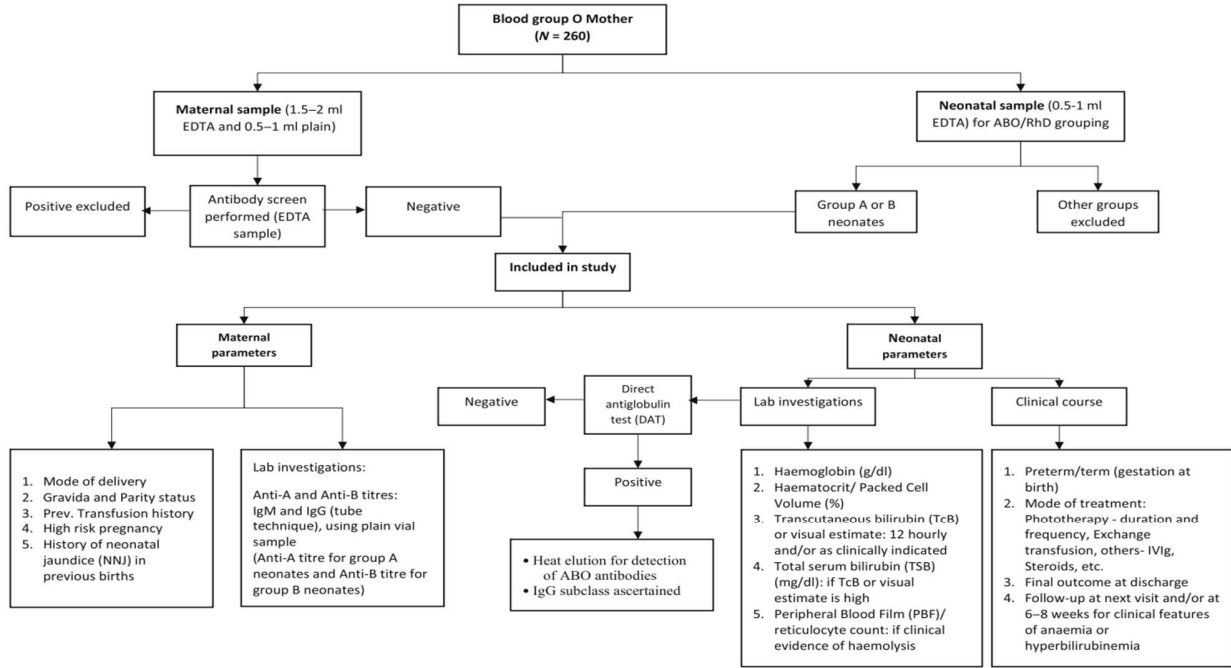 Blood group O Mother
(N = 260)
Maternal sample (1.5–2 ml
EDTA and 0.5–1 ml plain)
Neonatal sample (0.5-1 ml
EDTA) for ABO/RhD grouping
Positive excluded
Antibody screen
performed (EDTA
sample)
Negative
Group A or B
neonates
Other groups
excluded
Included in study
Maternal
parameters
Neonatal
parameters
Negative
Direct
antiglobulin
test (DAT)
Lab investigations
Clinical course
1. Mode of delivery
2. Gravida and Parity status
3. Prev. Transfusion history
4. High risk pregnancy
5. History of neonatal
jaundice (NNJ) in
previous births
Lab investigations:
Anti-A and Anti-B titres:
IgM and IgG (tube
technique), using plain vial
sample
(Anti-A titre for group A
neonates and Anti-B titre for
group B neonates)
Positive
• Heat elution for detection
of ABO antibodies
• IgG subclass ascertained
1. Haemoglobin (g/dl)
2. Haematocrit/ Packed Cell
Volume (%)
3. Transcutaneous bilirubin (TcB)
or visual estimate: 12 hourly
and/or as clinically indicated
4. Total serum bilirubin (TSB)
(mg/dl): if TcB or visual
estimate is high
5. Peripheral Blood Film (PBF)/
reticulocyte count: if clinical
evidence of haemolysis
1. Preterm/term (gestation at
birth)
2. Mode of treatment:
Phototherapy - duration and
frequency, Exchange
transfusion, others- IVIg,
Steroids, etc.
3. Final outcome at discharge
4. Follow-up at next visit and/or at
6–8 weeks for clinical features
of anaemia or
hyperbilirubinemia